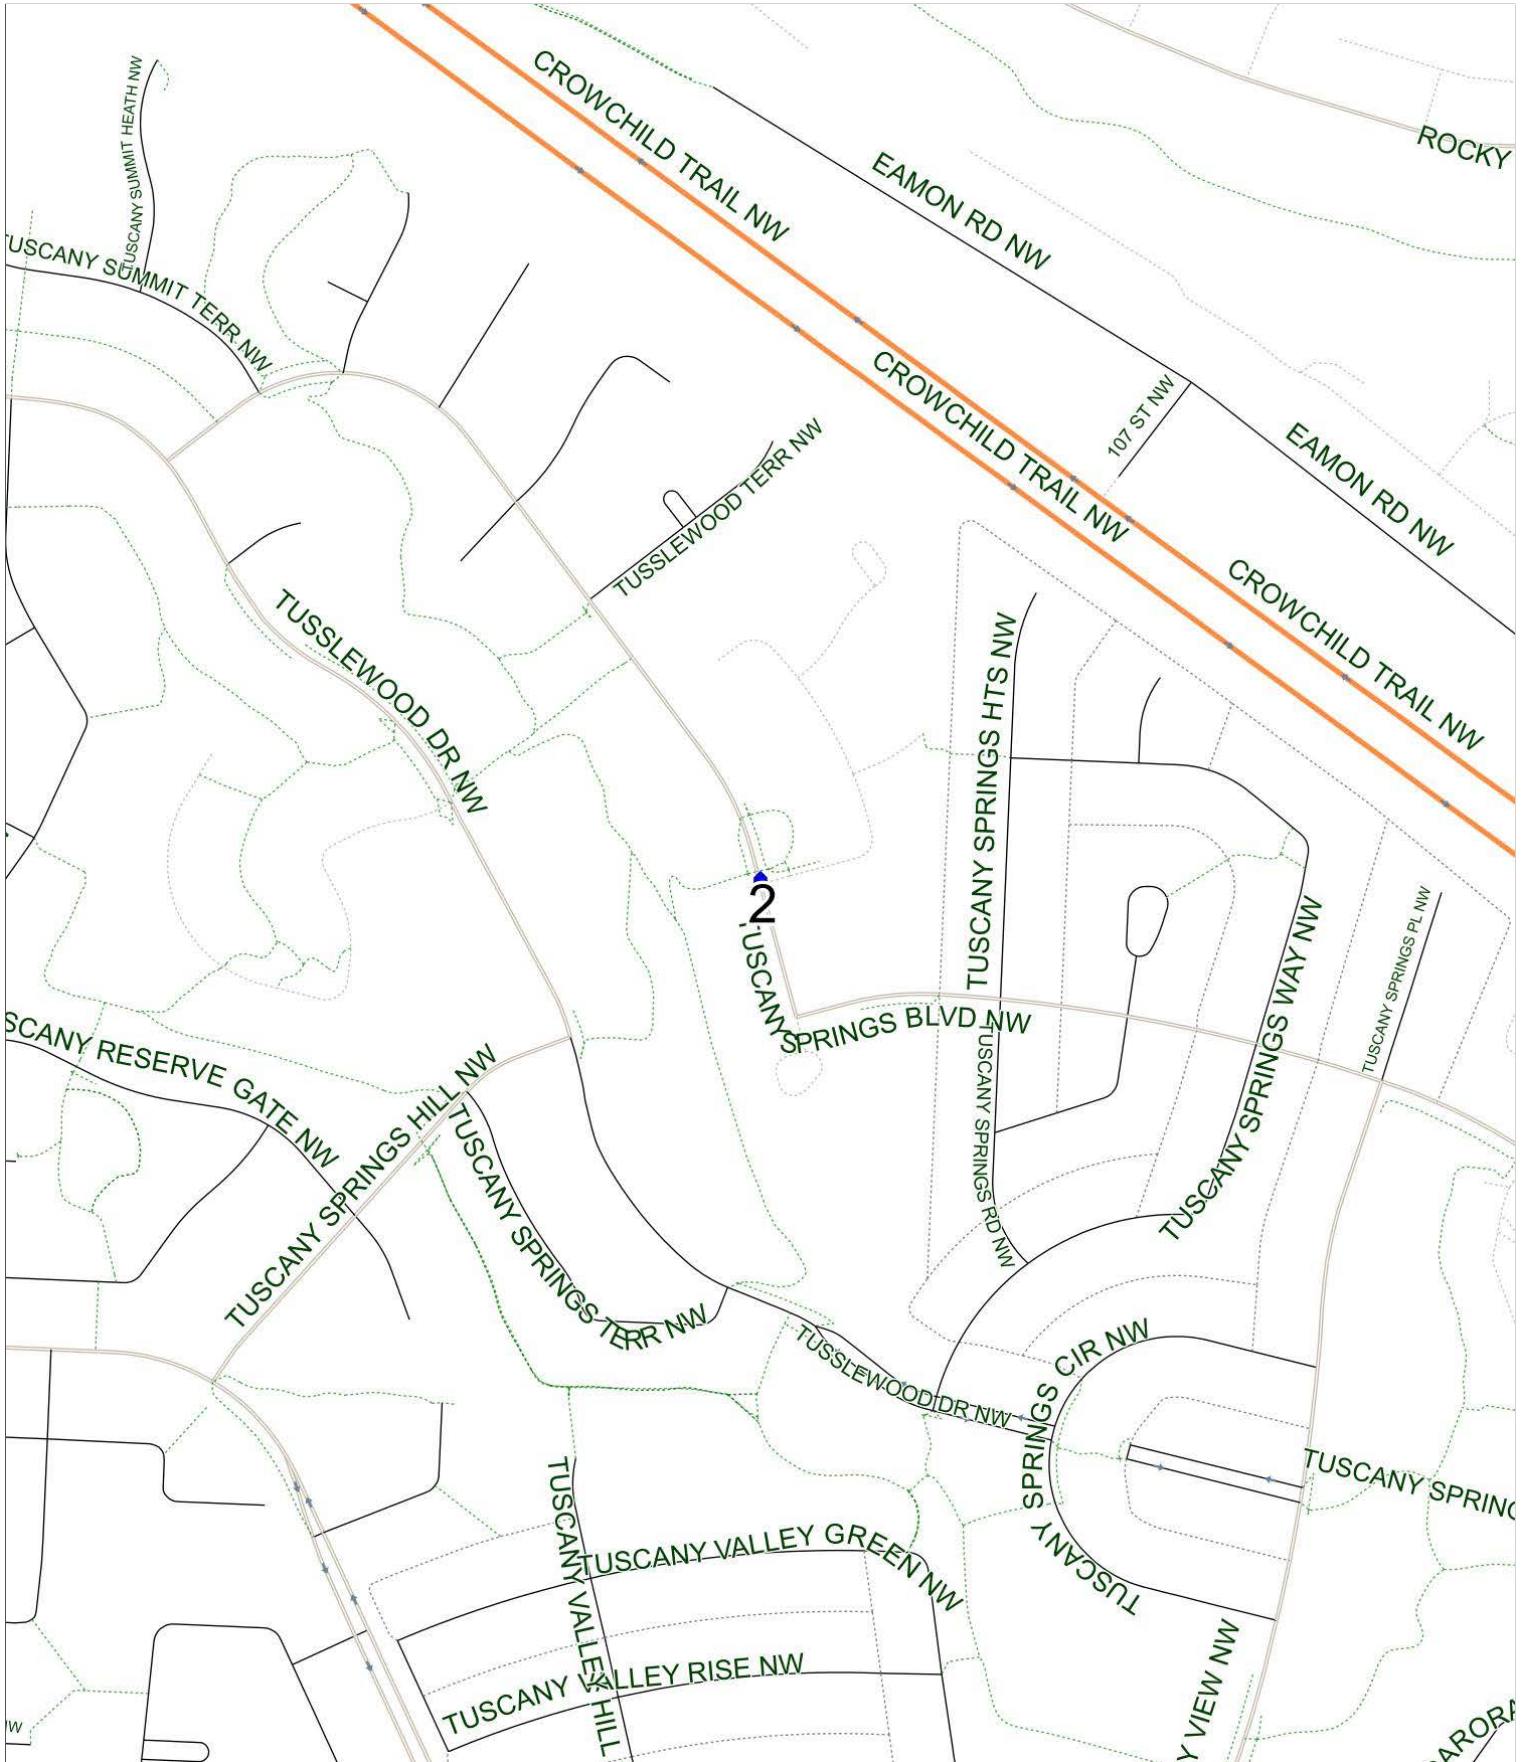 CROWCHILD TRAIL NW
TUSCANY SUMMIT HEATH NW
ROCKY
EAMON RD NW
TUSCANY SUMMIT TERR NW
CROWCHILD TRAIL NW
107 ST NW
EAMON RD NW
TUSSLEWOOD TERR NW
CROWCHILD TRAIL NW
TUSSLEWOOD DR NW
TUSCANY SPRINGS HTS NW
2
TUSCANY SPRINGS BLVD NW
TUSCANY SPRINGS WAY NW
TUSCANY SPRINGS PL NW
SCANY RESERVE GATE NW
TUSCANY SPRINGS HILL NW
TUSCANY SPRINGS RD NW
TUSCANY SPRINGS TERR NW
TUSSLEWOOD DR NW
TUSCANY SPRINGS CIR NW
TUSCANY SPRING
TUSCANY VALLEY HILL
TUSCANY VALLEY GREEN NW
TUSCANY VALLEY RISE NW
Y VIEW NW
ARORA
IW